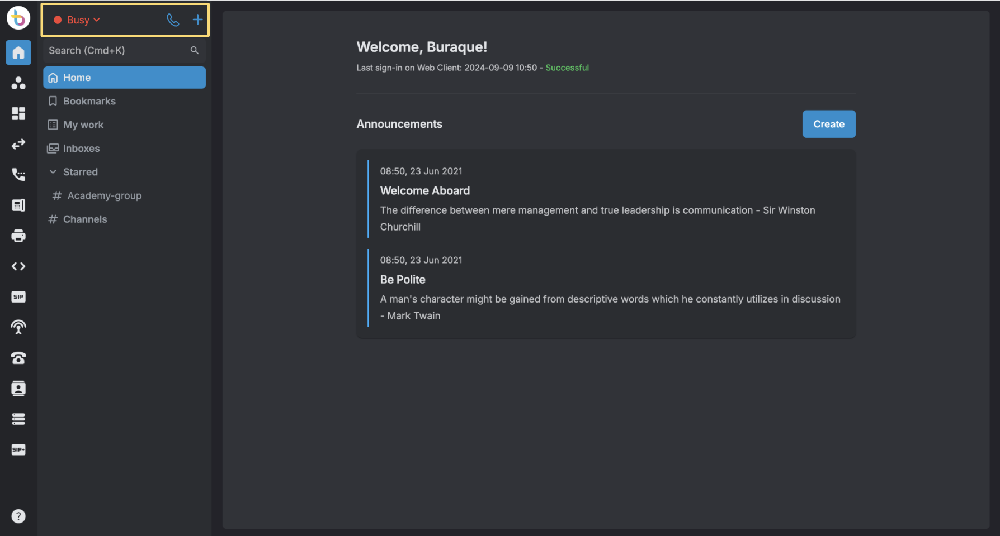 Busy
Search (Cmd+K)
Home
Bookmarks
My work
Inboxes
Starred
# Academy-group
# Channels
SIP
SIP+
?
Welcome, Buraque!
Last sign-in on Web Client: 2024-09-09 10:50 - Successful
Announcements
Create
08:50, 23 Jun 2021
Welcome Aboard
The difference between mere management and true leadership is communication - Sir Winston
Churchill
08:50, 23 Jun 2021
Be Polite
A man's character might be gained from descriptive words which he constantly utilizes in discussion
- Mark Twain